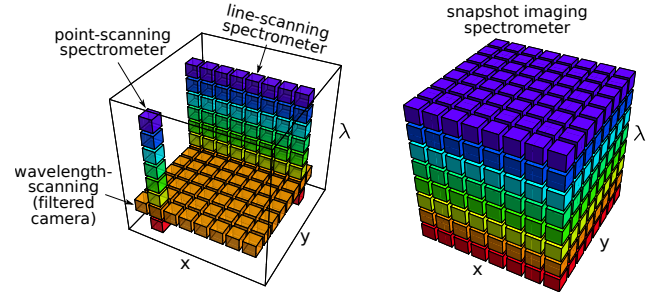 point-scanning
spectrometer
line-scanning
spectrometer
λ
wavelength-
scanning
(filtered
camera)
x
y
snapshot imaging
spectrometer
λ
x
y